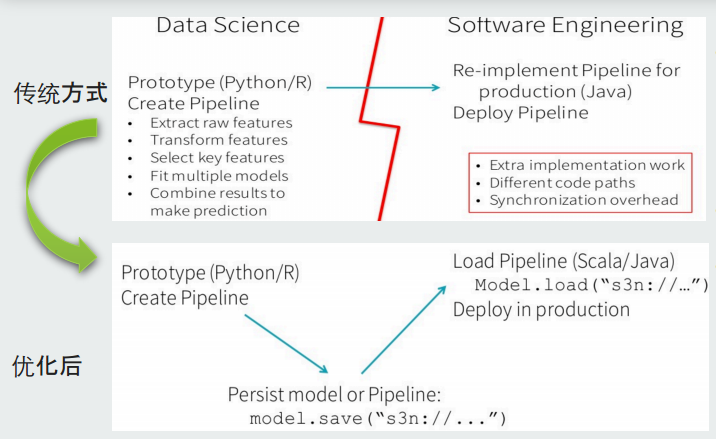 Data Science
Software Engineering
传统方式
Prototype (Python/R)
Create Pipeline
• Extract raw features
• Transform features
• Select key features
• Fit multiple models
• Combine results to
make prediction
Re-implement Pipeline for
production (Java)
Deploy Pipeline
• Extra implementation work
• Different code paths
• Synchronization overhead
优化后
Prototype (Python/R)
Create Pipeline
Persist model or Pipeline:
model.save(“s3n://...”)
Load Pipeline (Scala/Java)
Model.load(“s3n://…”)
Deploy in production